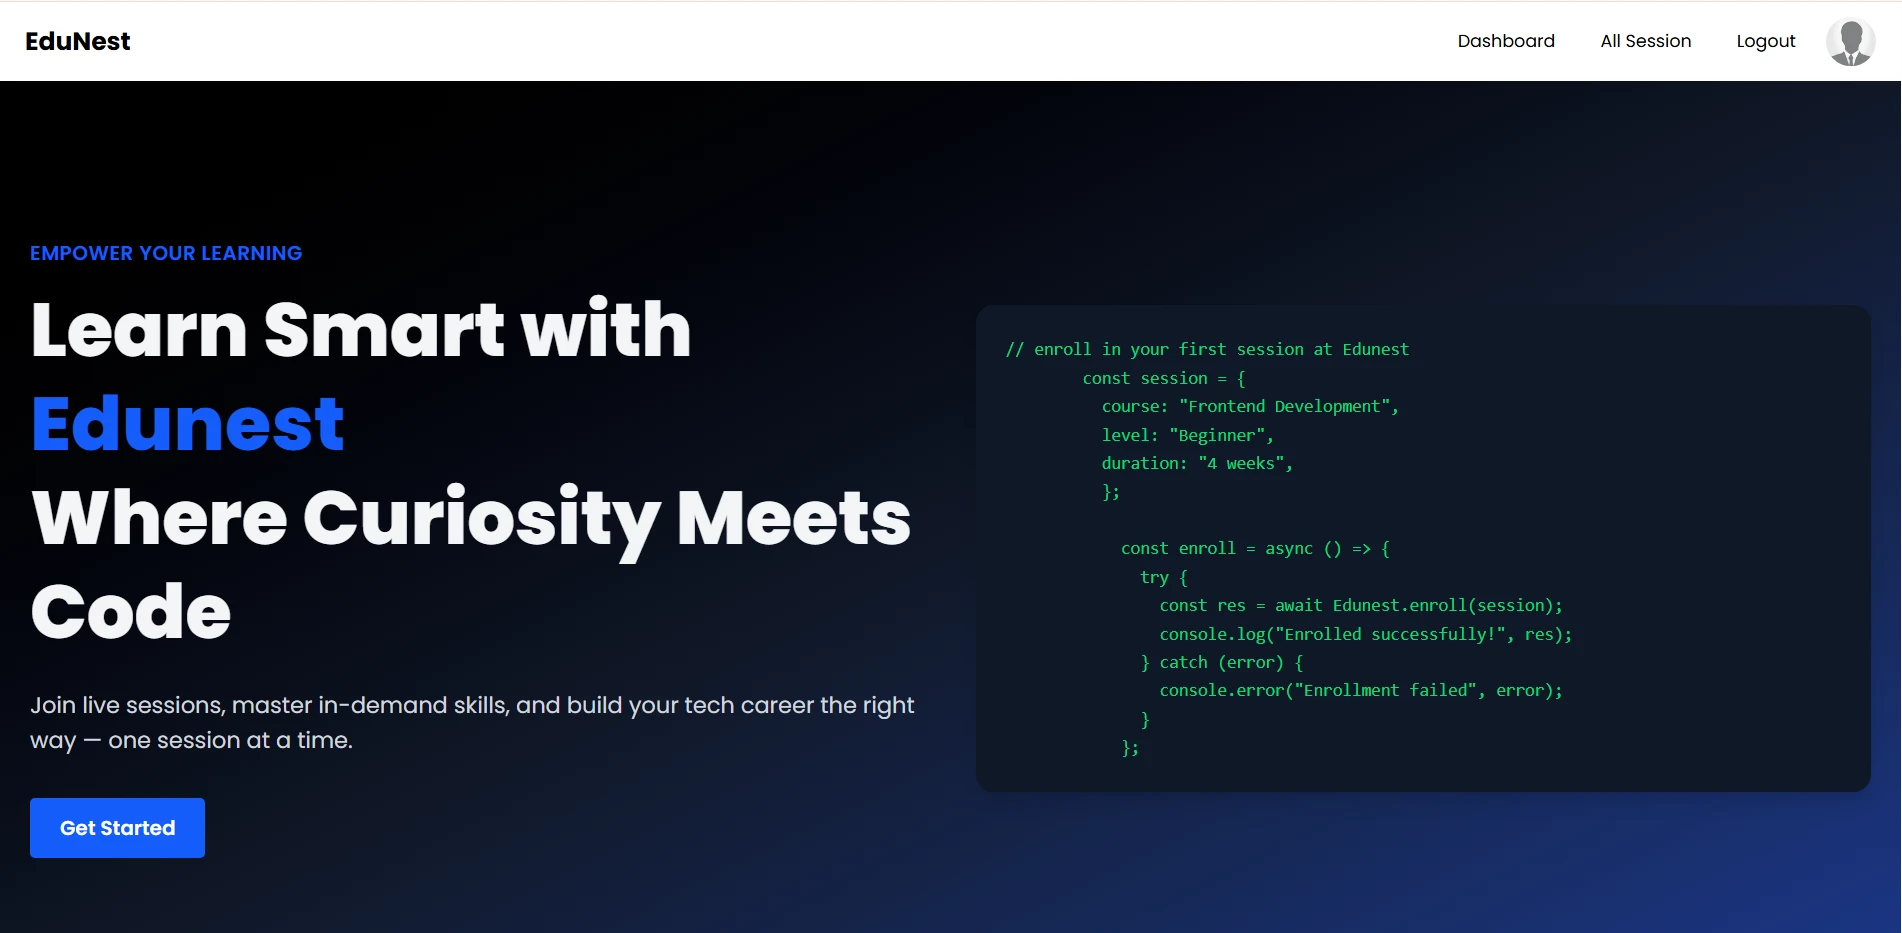 EduNest
Dashboard
All Session
Logout
EMPOWER YOUR LEARNING
Learn Smart with
Edunest
Where Curiosity Meets
Code
Join live sessions, master in-demand skills, and build your tech career the right
way — one session at a time.
Get Started
// enroll in your first session at Edunest
const session = {
course: "Frontend Development",
level: "Beginner",
duration: "4 weeks",
};
const enroll = async () => {
try {
const res = await Edunest.enroll(session);
console.log("Enrolled successfully!", res);
} catch (error) {
console.error("Enrollment failed", error);
}
};